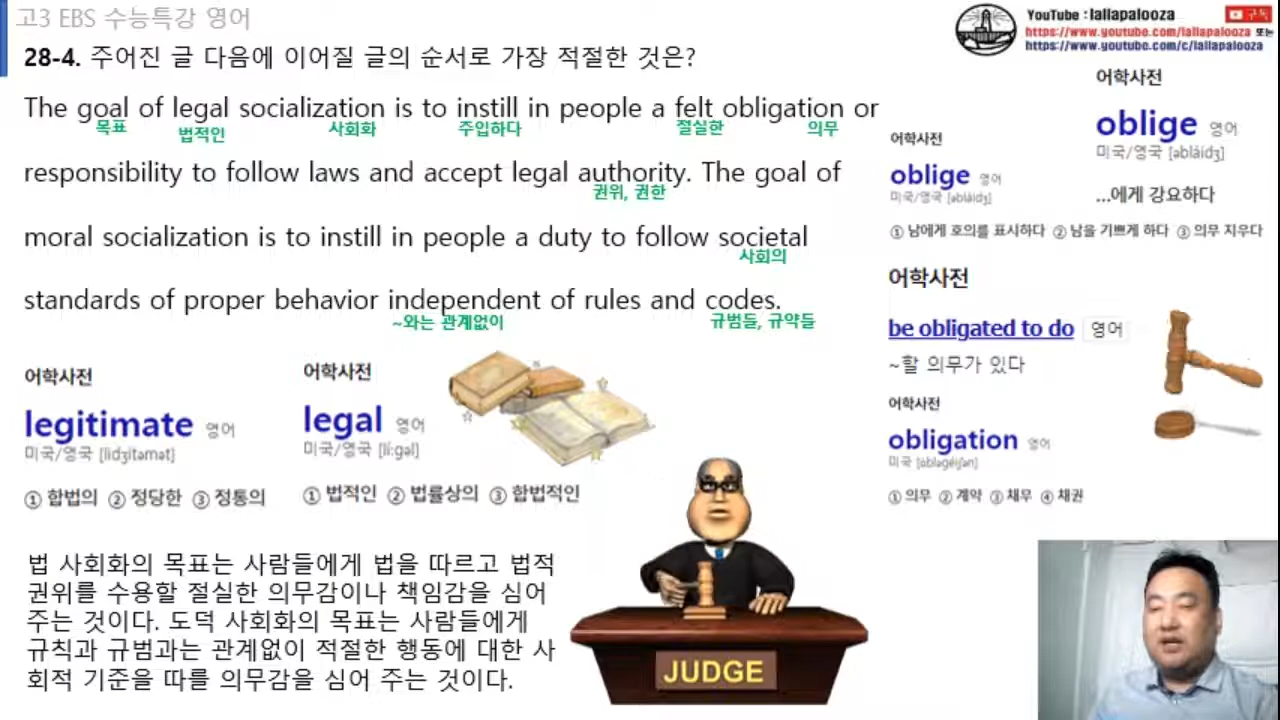 고3 EBS 수능특강 영어
YouTube : lallapalooza
구독
https://www.youtube.com/lallapalooza 또는
https://www.youtube.com/c/lallapalooza
28-4. 주어진 글 다음에 이어질 글의 순서로 가장 적절한 것은?
The goal of legal socialization is to instill in people a felt obligation or
목표 법적인 사회화 주입하다 절실한 의무
responsibility to follow laws and accept legal authority. The goal of
권위, 권한
moral socialization is to instill in people a duty to follow societal
사회의
standards of proper behavior independent of rules and codes.
~와는 관계없이 규범들, 규약들
어학사전
oblige 영어
미국/영국 [əbláidʒ]
…에게 강요하다
어학사전
oblige 영어
미국/영국 [əbláidʒ]
① 남에게 호의를 표시하다 ② 남을 기쁘게 하다 ③ 의무 지우다
어학사전
be obligated to do 영어
~할 의무가 있다
어학사전
obligation 영어
미국 [àbləgéiʃən]
① 의무 ② 계약 ③ 채무 ④ 채권
어학사전
legitimate 영어
미국/영국 [lidʒítəmət]
① 합법의 ② 정당한 ③ 정통의
어학사전
legal 영어
미국/영국 [líːgəl]
① 법적인 ② 법률상의 ③ 합법적인
법 사회화의 목표는 사람들에게 법을 따르고 법적
권위를 수용할 절실한 의무감이나 책임감을 심어
주는 것이다. 도덕 사회화의 목표는 사람들에게
규칙과 규범과는 관계없이 적절한 행동에 대한 사
회적 기준을 따를 의무감을 심어 주는 것이다.
JUDGE